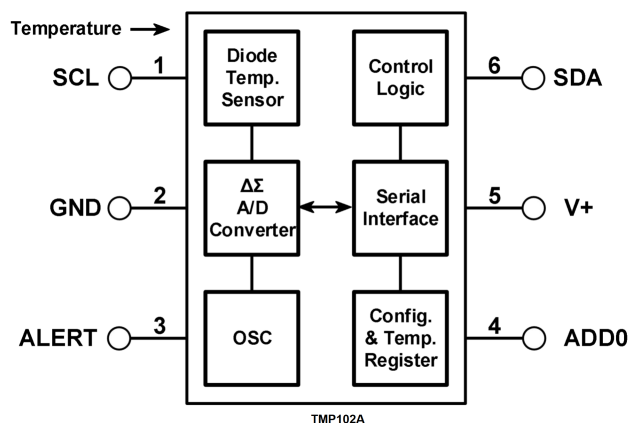 Temperature
SCL
1
Diode
Temp.
Sensor
Control
Logic
6
SDA
GND
2
ΔΣ
A/D
Converter
Serial
Interface
5
V+
ALERT
3
OSC
Config.
& Temp.
Register
4
ADD0
TMP102A